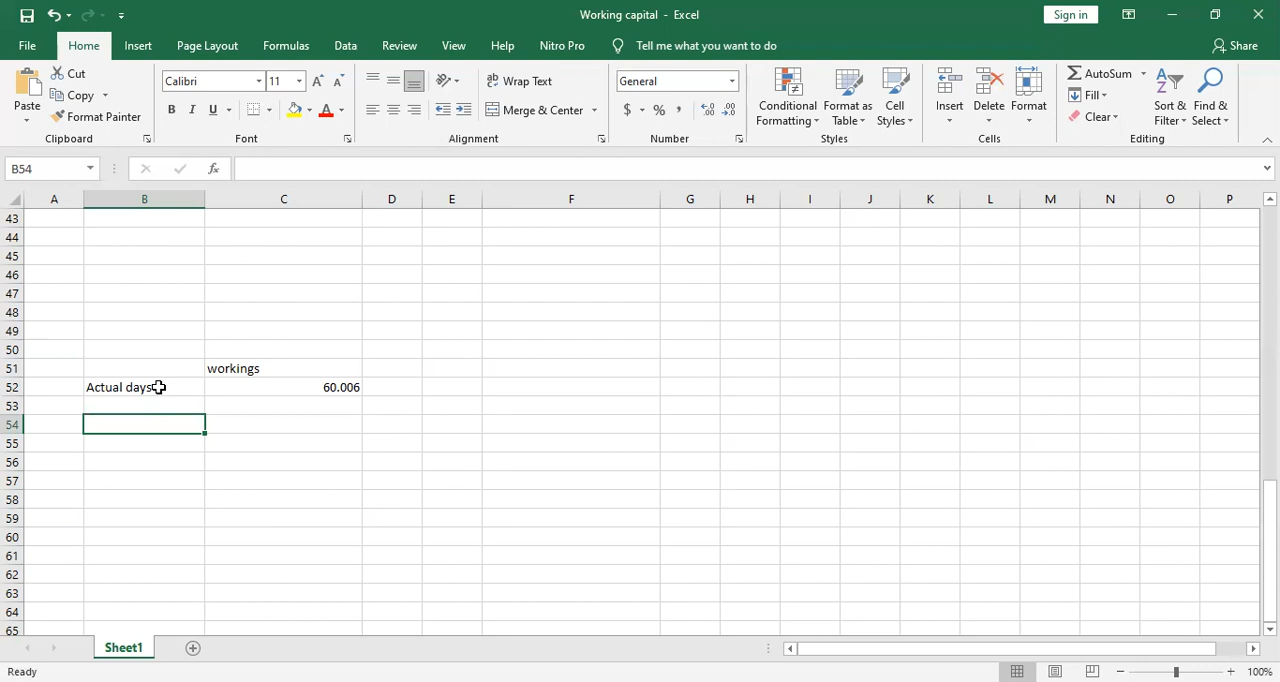 Working capital - Excel
Sign in
File Home Insert Page Layout Formulas Data Review View Help Nitro Pro Tell me what you want to do Share
Paste
Cut
Copy
Format Painter
Clipboard
Calibri 11
B I U
Font
Wrap Text
Merge & Center
Alignment
General
$ % ,
Number
Conditional Formatting
Format as Table
Cell Styles
Styles
Insert
Delete
Format
Cells
AutoSum
Fill
Clear
Sort & Filter
Find & Select
Editing
B54
fx
A B C D E F G H I J K L M N O P
43
44
45
46
47
48
49
50
51 workings
52 Actual days 60.006
53
54
55
56
57
58
59
60
61
62
63
64
65
Sheet1
Ready
100%